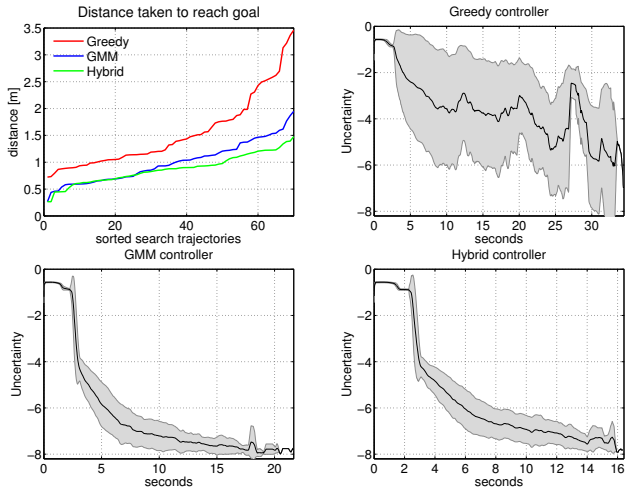 Distance taken to reach goal
3.5
3
2.5
2
1.5
1
0.5
0
distance [m]
Greedy
GMM
Hybrid
0 20 40 60
sorted search trajectories
Greedy controller
0
−2
−4
−6
−8
Uncertainty
0 5 10 15 20 25 30
seconds
GMM controller
0
−2
−4
−6
−8
Uncertainty
0 5 10 15 20
seconds
Hybrid controller
0
−2
−4
−6
−8
Uncertainty
0 2 4 6 8 10 12 14 16
seconds